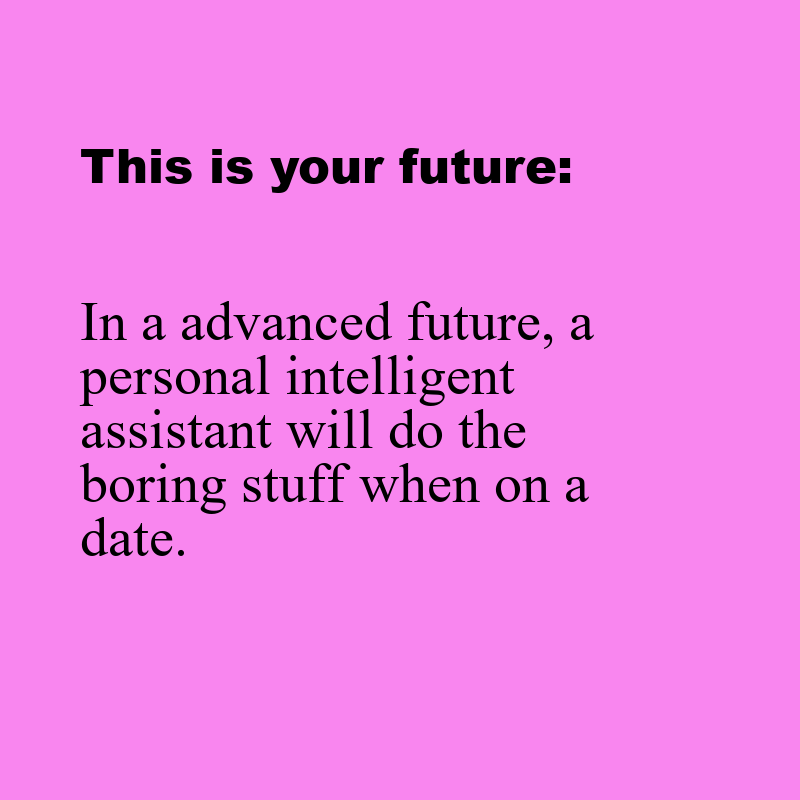 This is your future:
In a advanced future, a
personal intelligent
assistant will do the
boring stuff when on a
date.